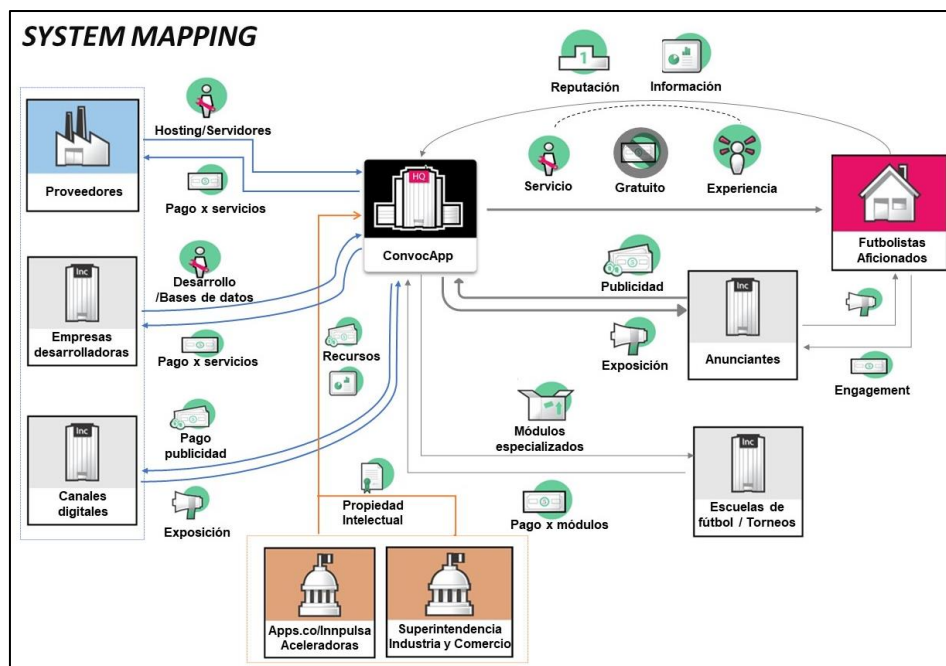 SYSTEM MAPPING
1
Reputación
Información
Hosting/Servidores
Proveedores
Pago x servicios
HQ
ConvocApp
Servicio
Gratuito
Experiencia
Futbolistas
Aficionados
Inc
Empresas
desarrolladoras
Desarrollo
/Bases de datos
Pago x servicios
Recursos
Publicidad
Exposición
Inc
Anunciantes
Engagement
Inc
Canales
digitales
Pago
publicidad
Exposición
Módulos
especializados
Pago x módulos
Inc
Escuelas de
fútbol / Torneos
Propiedad
Intelectual
Apps.co/Innpulsa
Aceleradoras
Superintendencia
Industria y Comercio